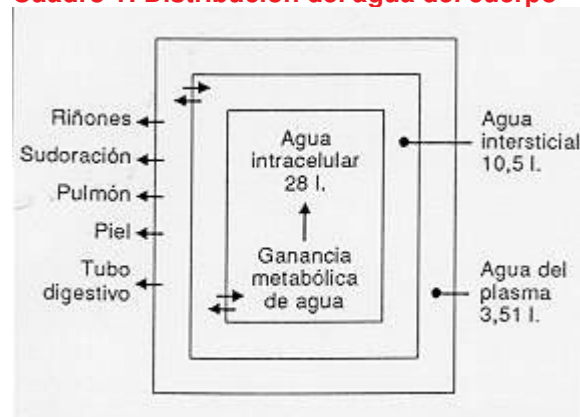 Cuadro 1. Distribución del agua del cuerpo
Riñones
Sudoración
Pulmón
Piel
Tubo
digestivo
Agua
intracelular
28 l.
Ganancia
metabólica
de agua
Agua
intersticial
10,5 l.
Agua del
plasma
3,51 l.